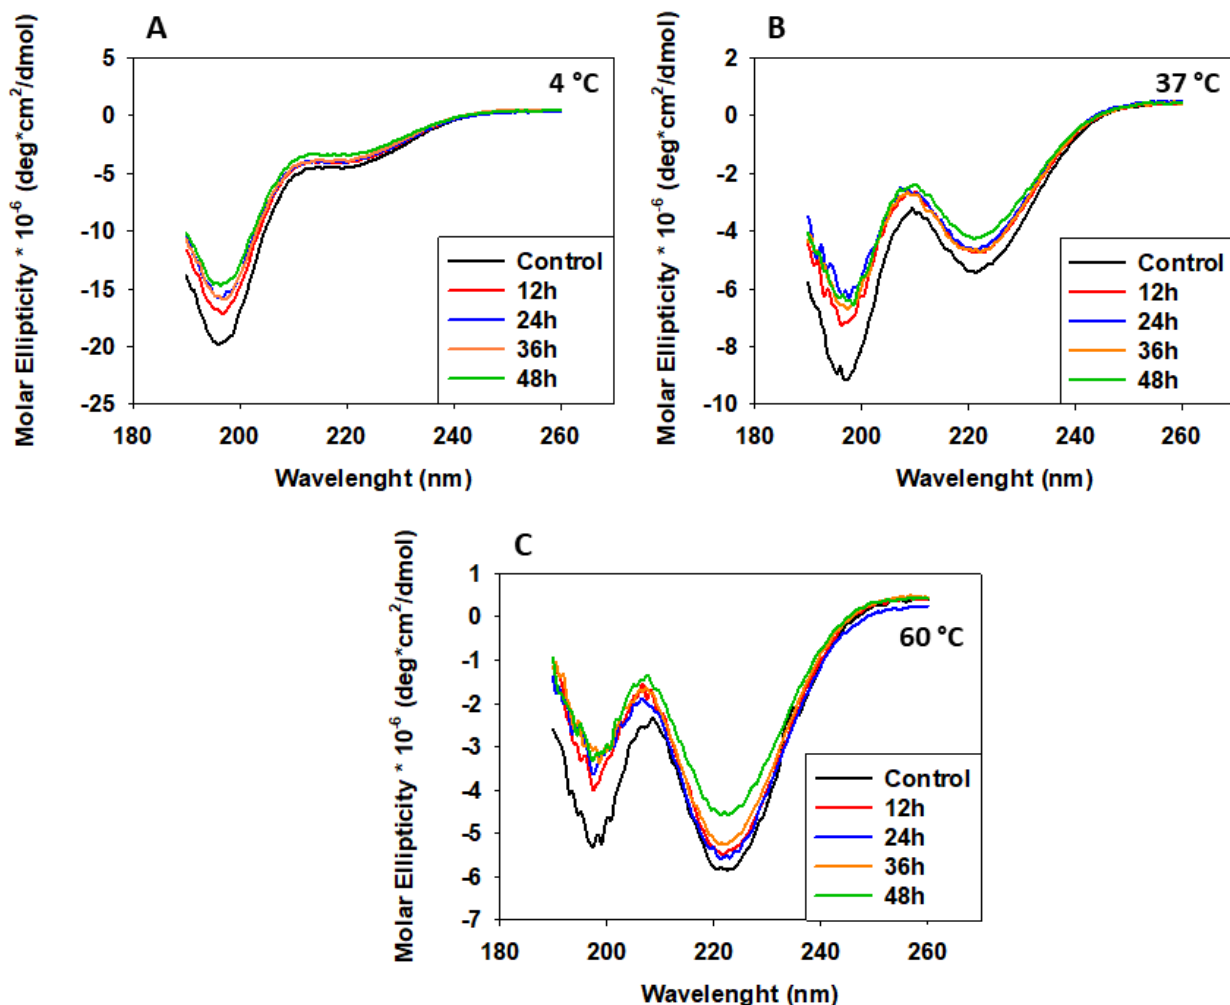 A
4 °C
5
0
-5
-10
-15
-20
-25
180
200
220
240
260
Wavelenght (nm)
Molar Ellipticity * 10-6 (deg*cm2/dmol)
Control
12h
24h
36h
48h
B
37 °C
2
0
-2
-4
-6
-8
-10
180
200
220
240
260
Wavelenght (nm)
Molar Ellipticity * 10-6 (deg*cm2/dmol)
Control
12h
24h
36h
48h
C
60 °C
1
0
-1
-2
-3
-4
-5
-6
-7
180
200
220
240
260
Wavelenght (nm)
Molar Ellipticity * 10-6 (deg*cm2/dmol)
Control
12h
24h
36h
48h